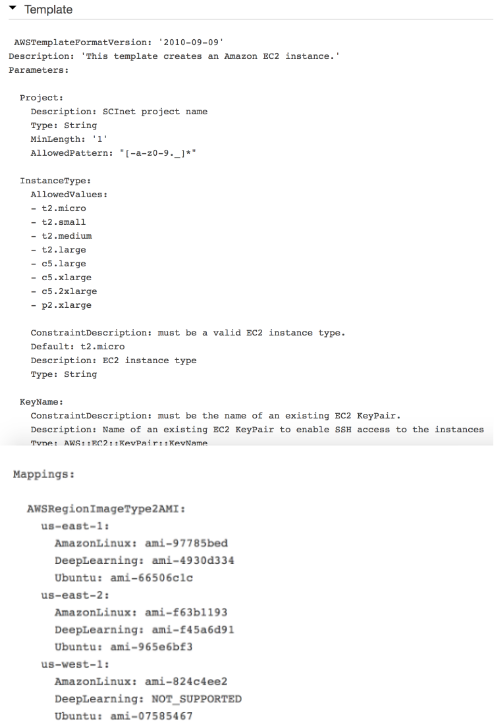 Template
AWSTemplateFormatVersion: '2010-09-09'
Description: 'This template creates an Amazon EC2 instance.'
Parameters:
Project:
Description: SCInet project name
Type: String
MinLength: '1'
AllowedPattern: "[-a-z0-9._]*"
InstanceType:
AllowedValues:
- t2.micro
- t2.small
- t2.medium
- t2.large
- c5.large
- c5.xlarge
- c5.2xlarge
- p2.xlarge
ConstraintDescription: must be a valid EC2 instance type.
Default: t2.micro
Description: EC2 instance type
Type: String
KeyName:
ConstraintDescription: must be the name of an existing EC2 KeyPair.
Description: Name of an existing EC2 KeyPair to enable SSH access to the instances
Type: AWS::EC2::KeyPair::KeyName
Mappings:
AWSRegionImageType2AMI:
us-east-1:
AmazonLinux: ami-97785bed
DeepLearning: ami-4930d334
Ubuntu: ami-66506c1c
us-east-2:
AmazonLinux: ami-f63b1193
DeepLearning: ami-f45a6d91
Ubuntu: ami-965e6bf3
us-west-1:
AmazonLinux: ami-824c4ee2
DeepLearning: NOT_SUPPORTED
Ubuntu: ami-07585467